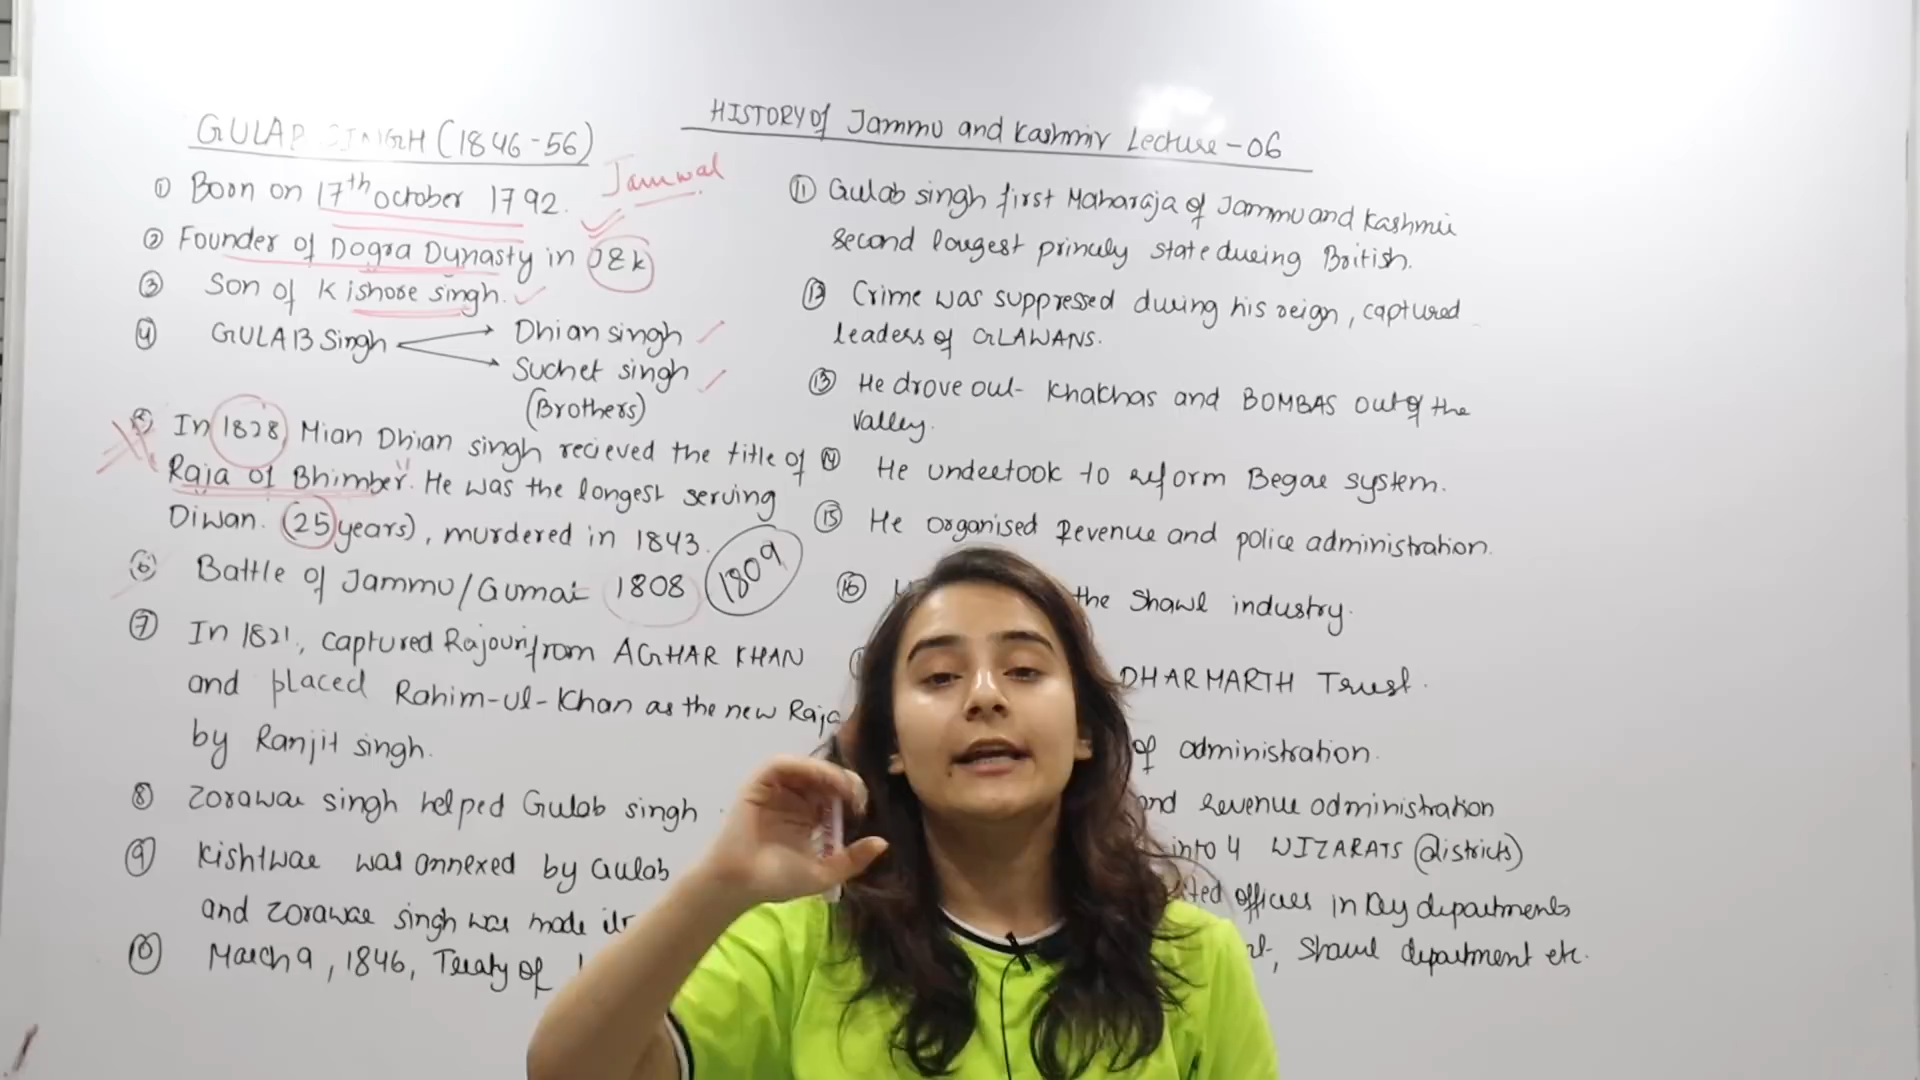 HISTORY of Jammu and Kashmir Lecture - 06
GULAB SINGH (1846-56)
Jamwal
① Born on 17th october 1792.
② Founder of Dogra Dynasty in J&K
③ Son of Kishore singh.
④ GULAB Singh
Dhian singh
Suchet singh
(Brothers)
⑤ In 1828 Mian Dhian singh recieved the title of
Raja of Bhimber. He was the longest serving
Diwan. (25 years), murdered in 1843.
⑥ Battle of Jammu/Gumat 1808
1809
⑦ In 1821, captured Rajouri from AGHAR KHAN
and placed Rahim-ul-Khan as the new Raja
by Ranjit singh.
⑧ Zorawar singh helped Gulab singh
⑨ Kishtwar was annexed by Gulab
and Zorawar singh was made its
⑩ March 9, 1846, Treaty of
⑪ Gulab singh first Maharaja of Jammu and Kashmir
second largest princely state during British.
⑫ Crime was suppressed during his reign, captured
leaders of GLAWANS.
⑬ He drove out Khakhas and BOMBAS out of the
valley.
⑭ He undertook to reform Begar system.
⑮ He organised Revenue and police administration.
⑯ the Shawl industry.
DHARMARTH Trust.
of administration.
and revenue administration
into 4 WIZARATS (districts)
offices in key departments
Shawl department etc.